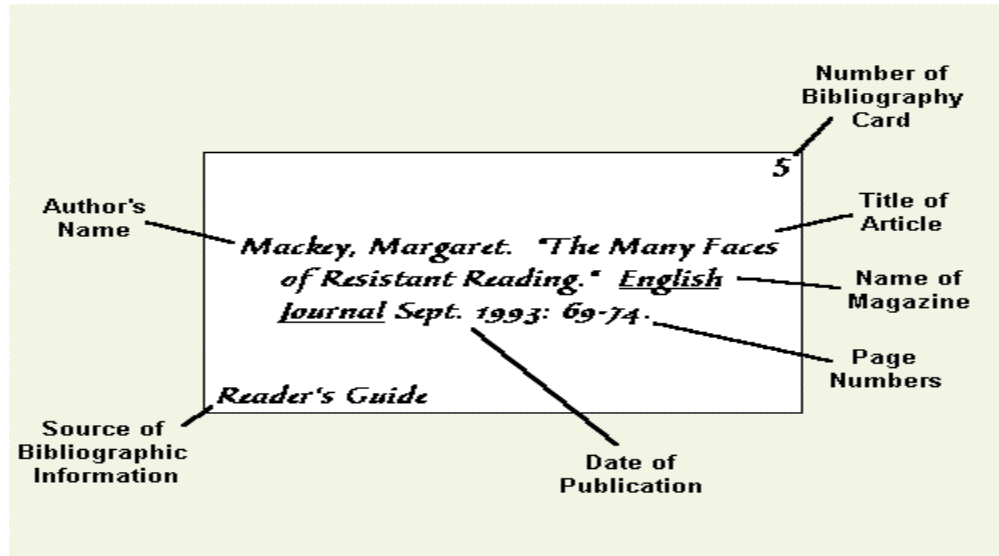 Number of
Bibliography
Card
5
Author's
Name
Title of
Article
Mackey, Margaret. "The Many Faces
of Resistant Reading." English
Journal Sept. 1993: 69-74.
Name of
Magazine
Page
Numbers
Reader's Guide
Source of
Bibliographic
Information
Date of
Publication